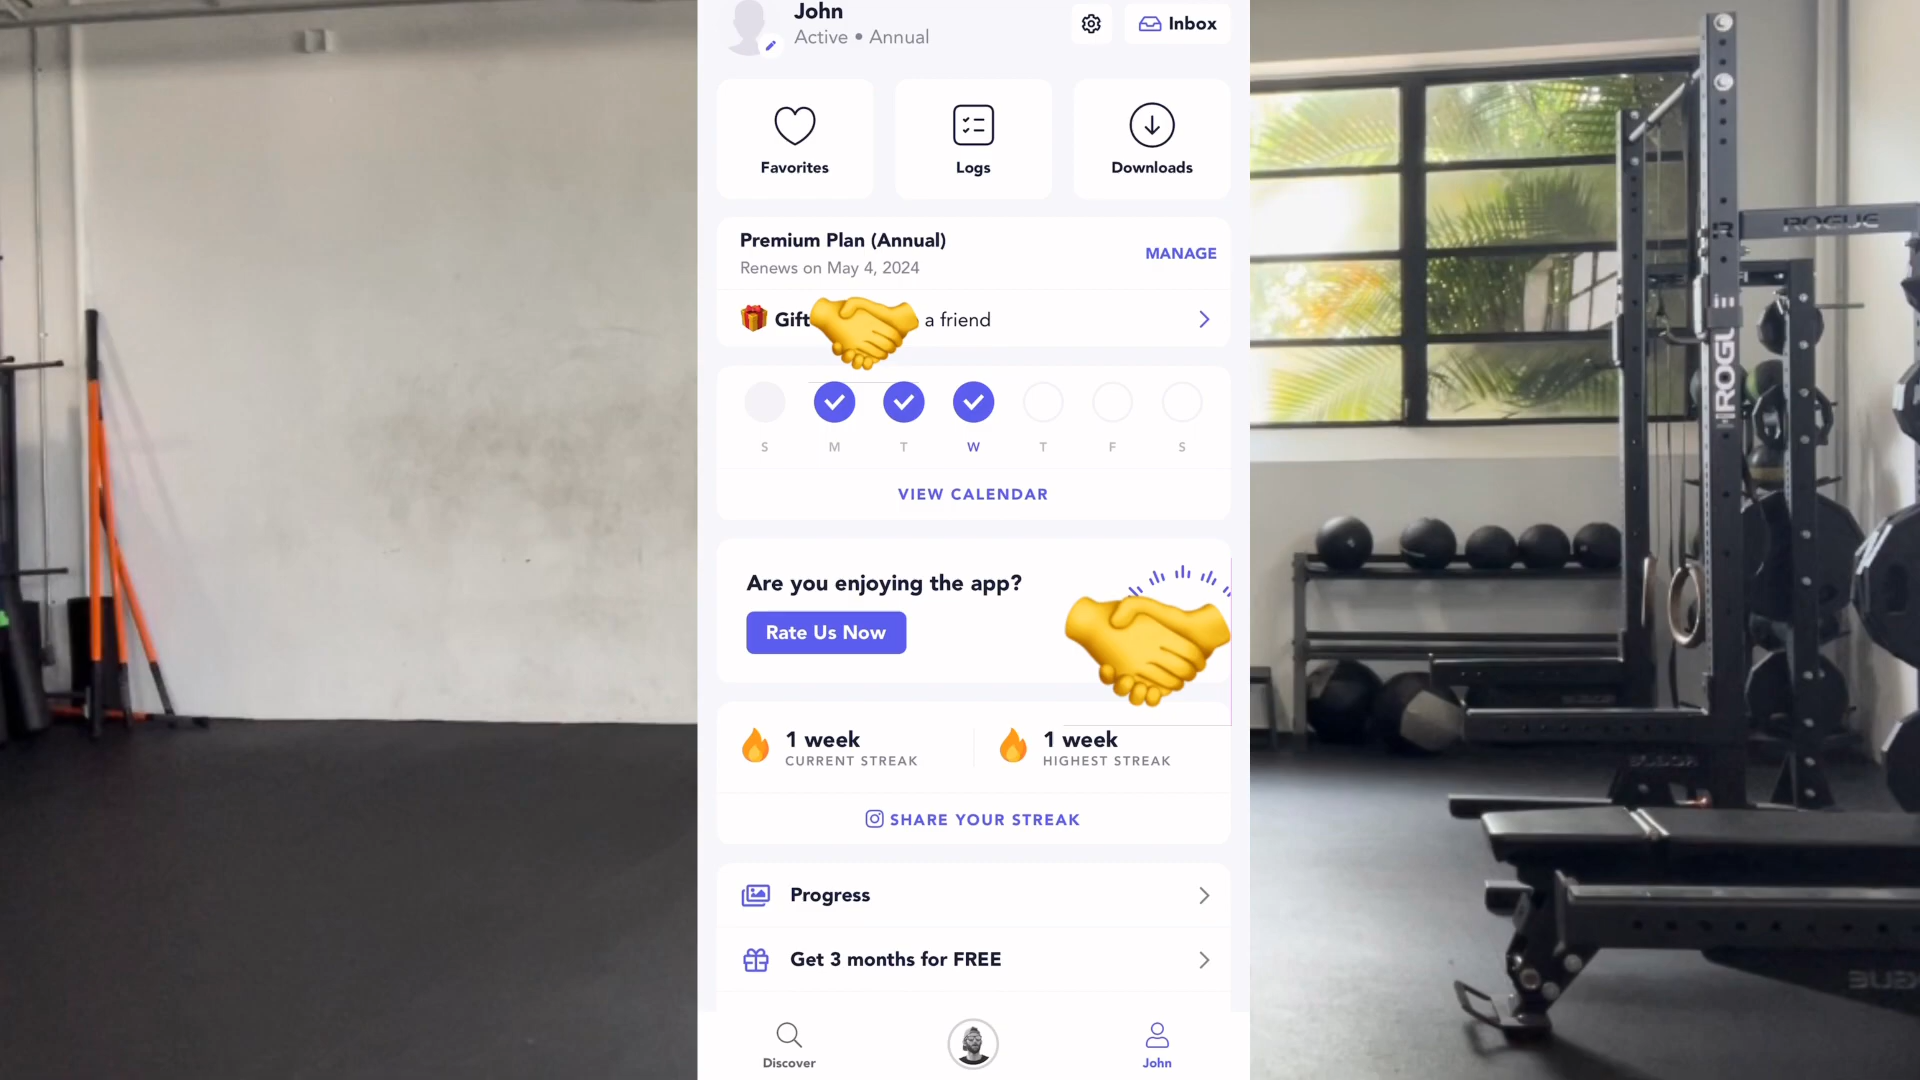 John
Active • Annual
Inbox
Favorites
Logs
Downloads
Premium Plan (Annual)
Renews on May 4, 2024
MANAGE
Gift
a friend
S M T W T F S
VIEW CALENDAR
Are you enjoying the app?
Rate Us Now
1 week
CURRENT STREAK
1 week
HIGHEST STREAK
SHARE YOUR STREAK
Progress
Get 3 months for FREE
Discover
John
ROGUE
ROGU